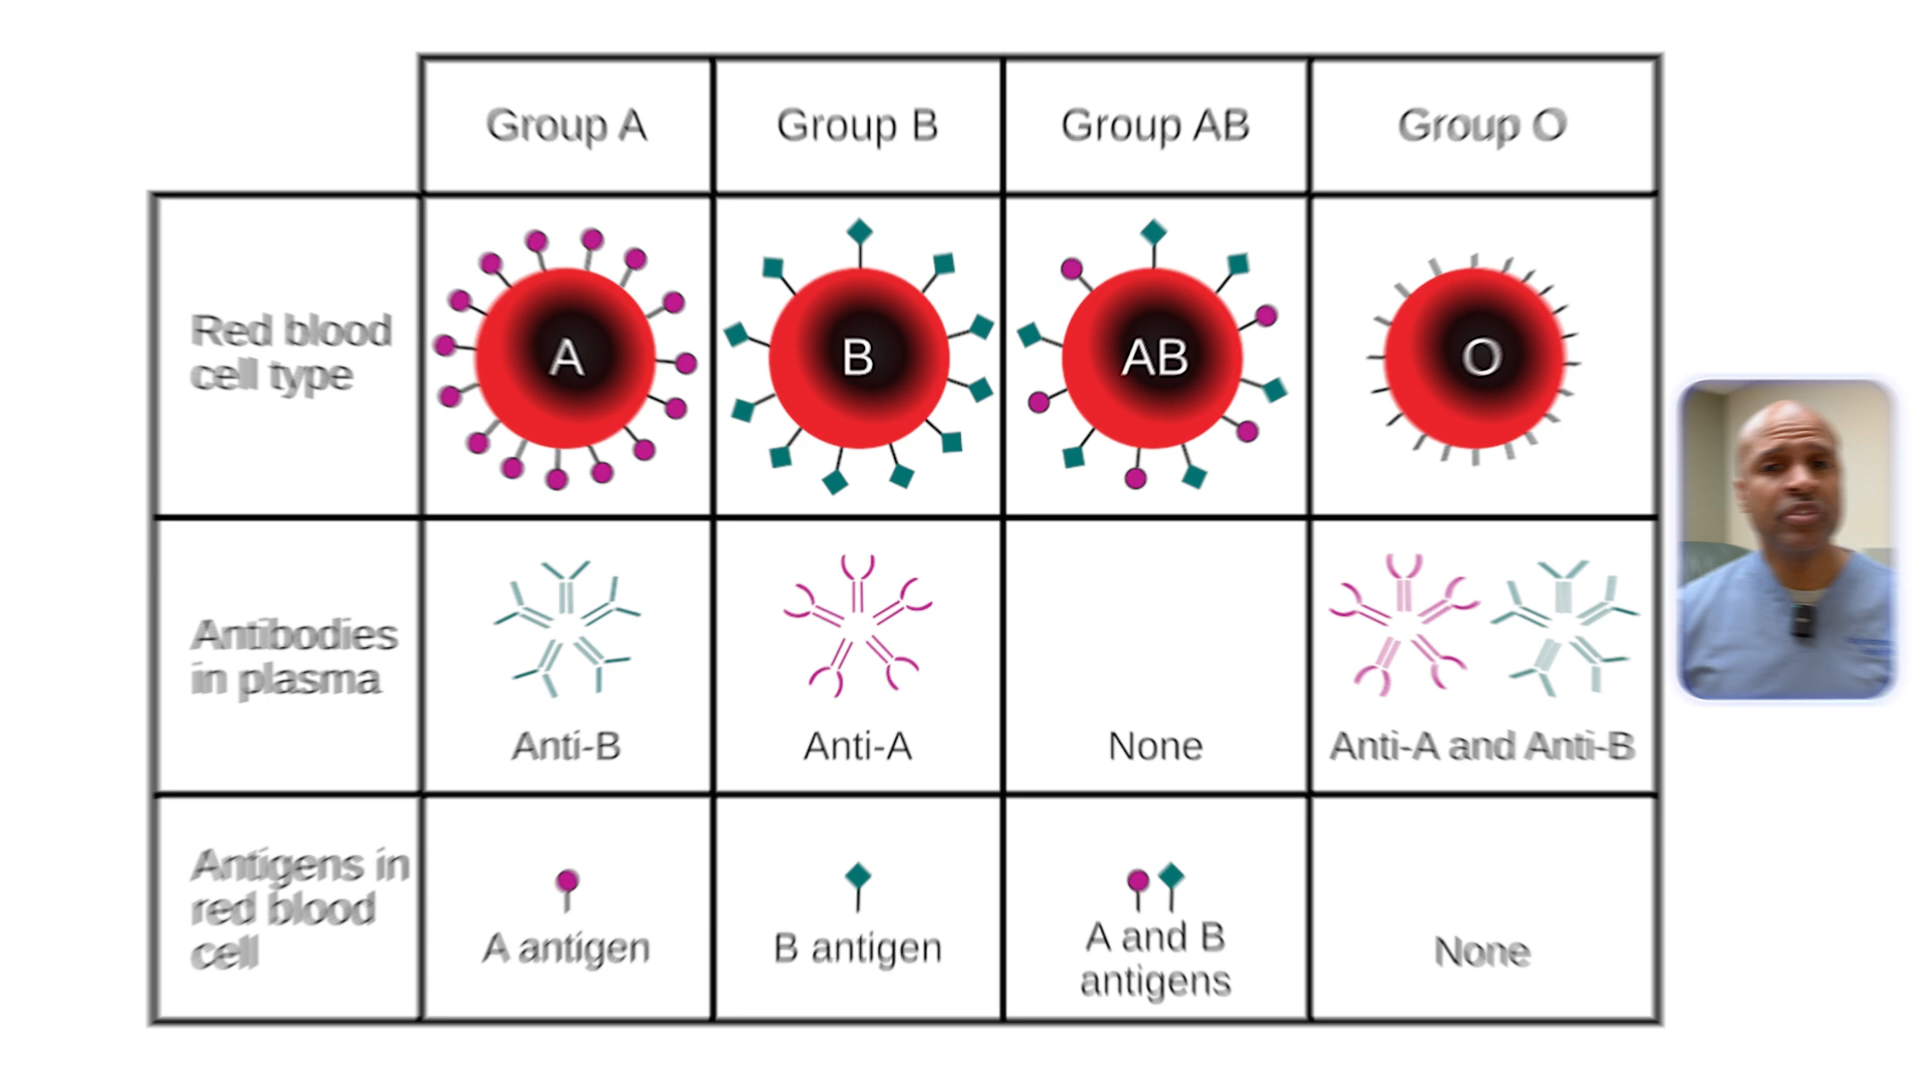 Group A
Group B
Group AB
Group O
Red blood
cell type
A
B
AB
O
Antibodies
in plasma
Anti-B
Anti-A
None
Anti-A and Anti-B
Antigens in
red blood
cell
A antigen
B antigen
A and B
antigens
None